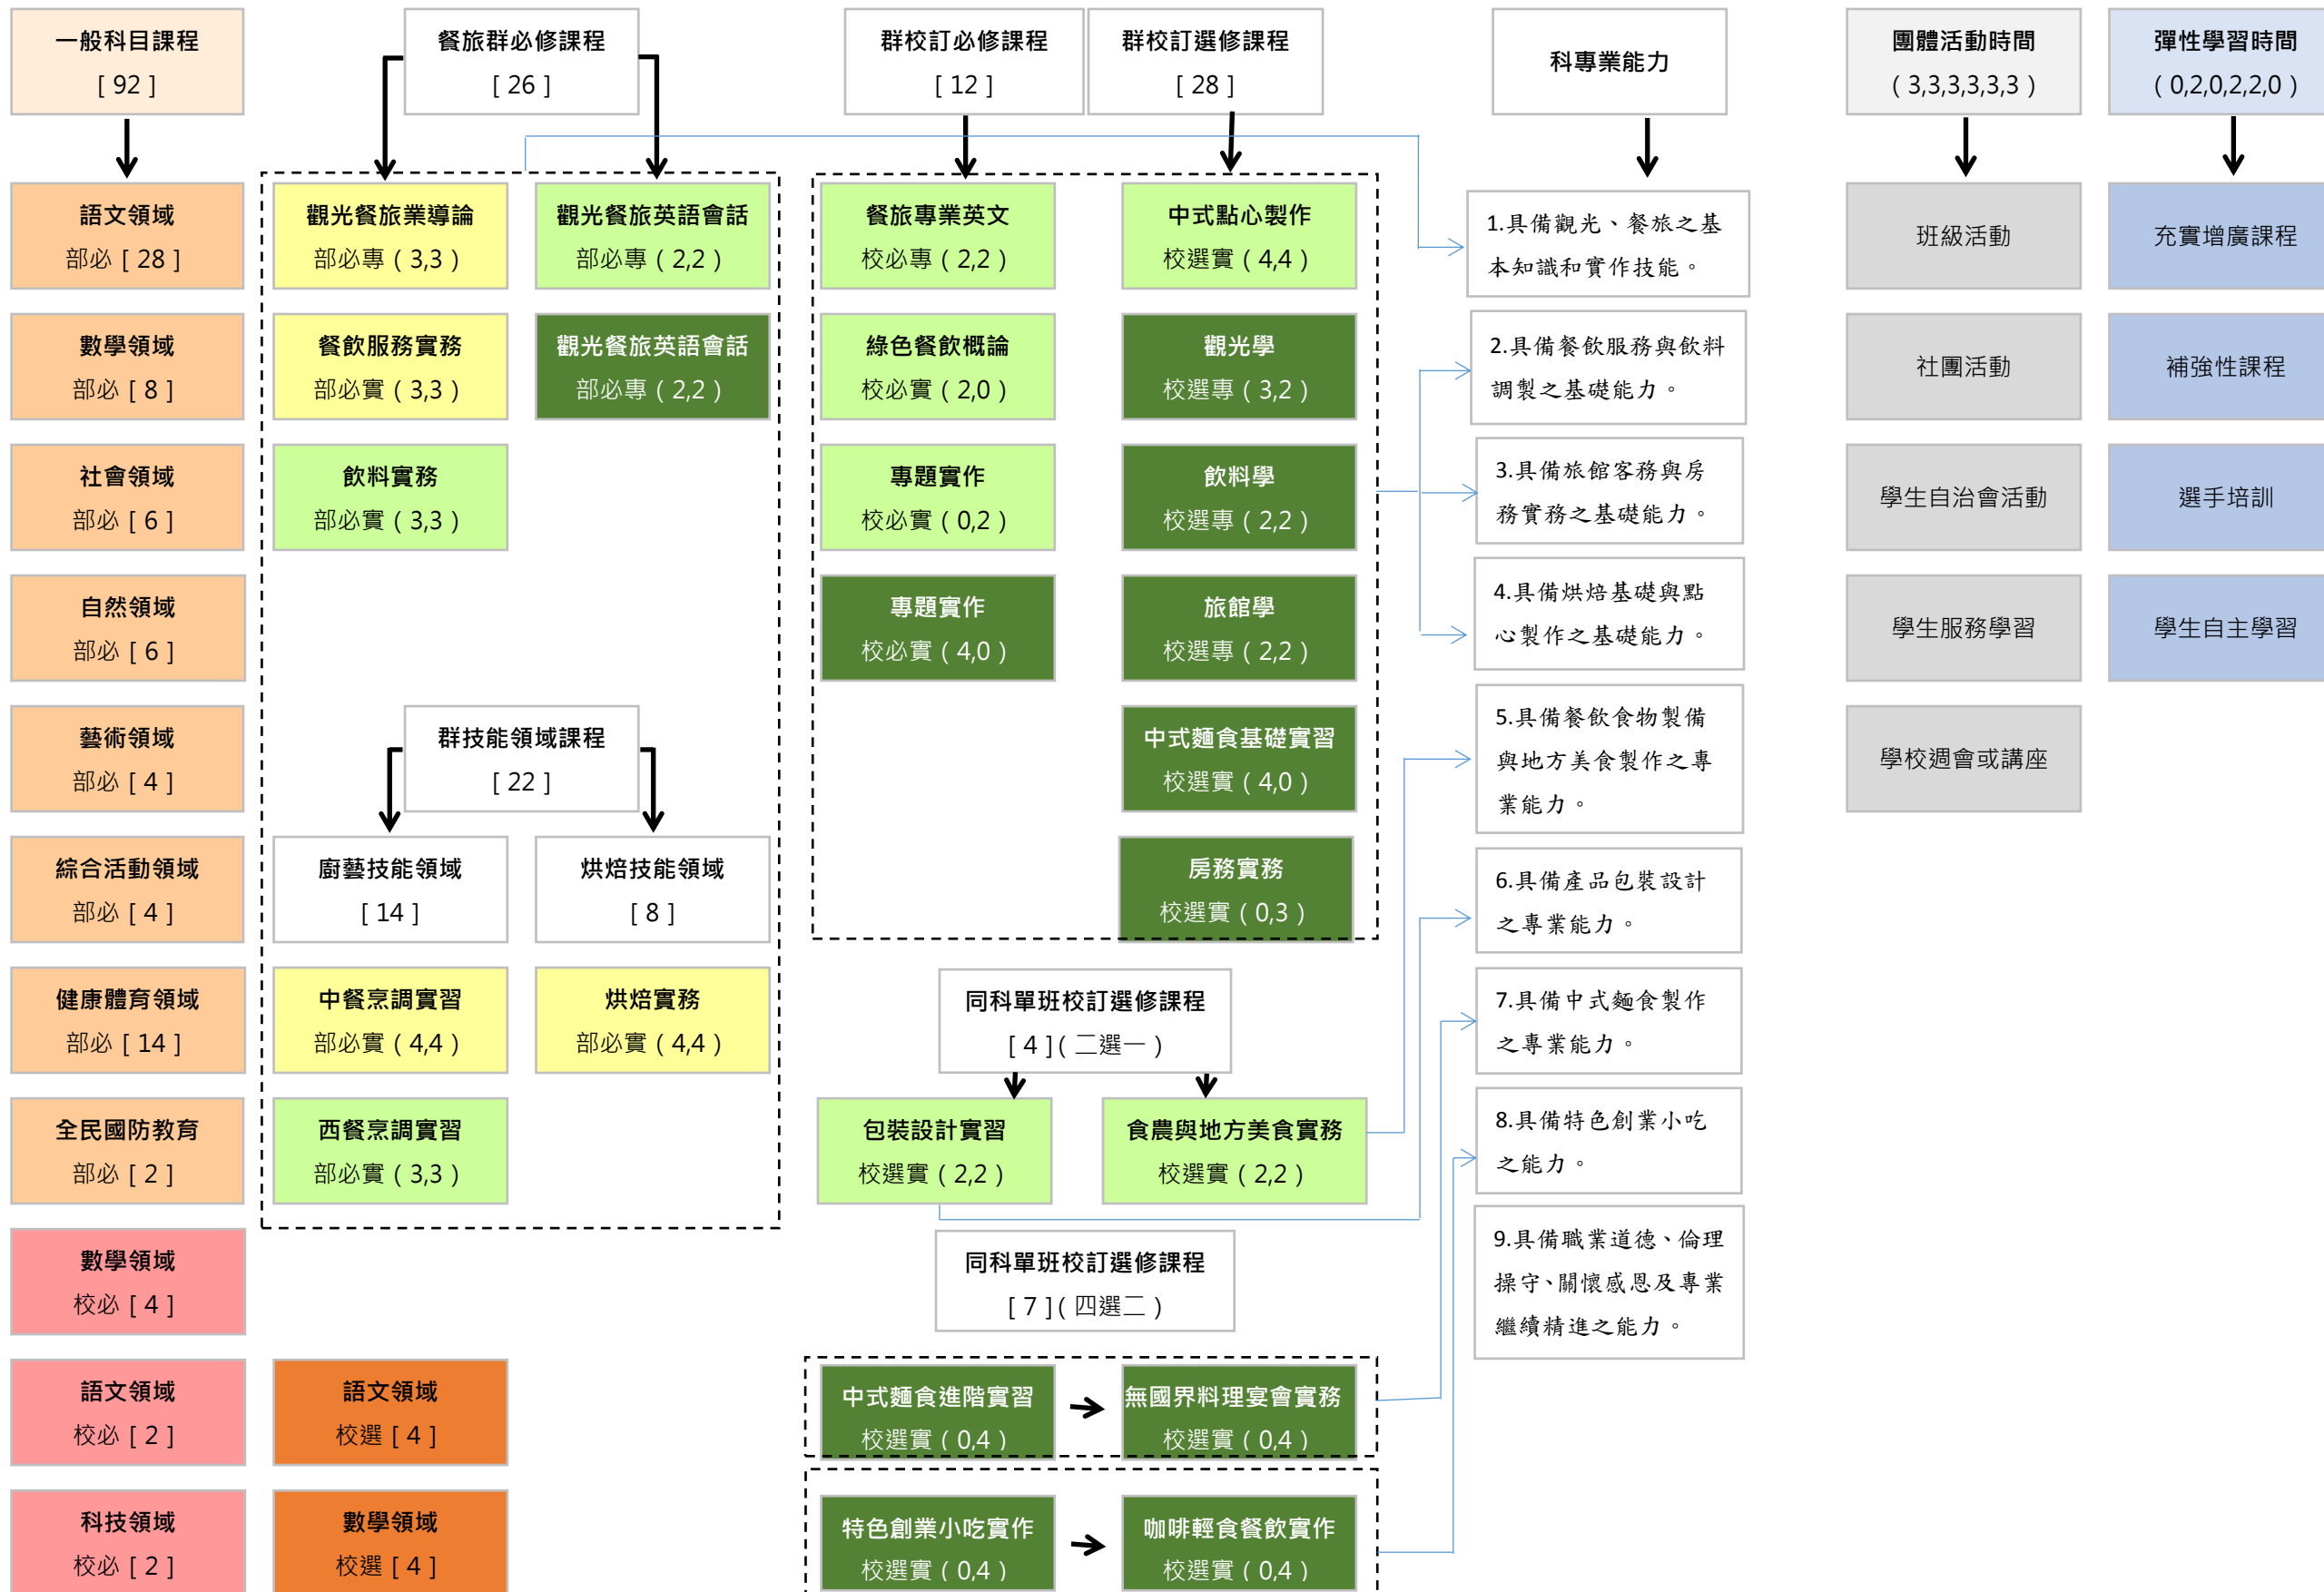 一般科目課程
[ 92 ]
餐旅群必修課程
[ 26 ]
群校訂必修課程
[ 12 ]
群校訂選修課程
[ 28 ]
科專業能力
團體活動時間
( 3,3,3,3,3,3 )
彈性學習時間
( 0,2,0,2,2,0 )
語文領域
部必 [ 28 ]
觀光餐旅業導論
部必專 ( 3,3 )
觀光餐旅英語會話
部必專 ( 2,2 )
餐旅專業英文
校必專 ( 2,2 )
中式點心製作
校選實 ( 4,4 )
1.具備觀光、餐旅之基
本知識和實作技能。
班級活動
充實增廣課程
數學領域
部必 [ 8 ]
餐飲服務實務
部必實 ( 3,3 )
觀光餐旅英語會話
部必專 ( 2,2 )
綠色餐飲概論
校必實 ( 2,0 )
觀光學
校選專 ( 3,2 )
2.具備餐飲服務與飲料
調製之基礎能力。
社團活動
補強性課程
社會領域
部必 [ 6 ]
飲料實務
部必實 ( 3,3 )
專題實作
校必實 ( 0,2 )
飲料學
校選專 ( 2,2 )
3.具備旅館客務與房
務實務之基礎能力。
學生自治會活動
選手培訓
自然領域
部必 [ 6 ]
專題實作
校必實 ( 4,0 )
旅館學
校選專 ( 2,2 )
4.具備烘焙基礎與點
心製作之基礎能力。
學生服務學習
學生自主學習
藝術領域
部必 [ 4 ]
群技能領域課程
[ 22 ]
中式麵食基礎實習
校選實 ( 4,0 )
5.具備餐飲食物製備
與地方美食製作之專
業能力。
學校週會或講座
綜合活動領域
部必 [ 4 ]
廚藝技能領域
[ 14 ]
烘焙技能領域
[ 8 ]
房務實務
校選實 ( 0,3 )
6.具備產品包裝設計
之專業能力。
健康體育領域
部必 [ 14 ]
中餐烹調實習
部必實 ( 4,4 )
烘焙實務
部必實 ( 4,4 )
同科單班校訂選修課程
[ 4 ]( 二選一 )
7.具備中式麵食製作
之專業能力。
全民國防教育
部必 [ 2 ]
西餐烹調實習
部必實 ( 3,3 )
包裝設計實習
校選實 ( 2,2 )
食農與地方美食實務
校選實 ( 2,2 )
8.具備特色創業小吃
之能力。
數學領域
校必 [ 4 ]
同科單班校訂選修課程
[ 7 ]( 四選二 )
9.具備職業道德、倫理
操守、關懷感恩及專業
繼續精進之能力。
語文領域
校必 [ 2 ]
語文領域
校選 [ 4 ]
中式麵食進階實習
校選實 ( 0,4 )
無國界料理宴會實務
校選實 ( 0,4 )
科技領域
校必 [ 2 ]
數學領域
校選 [ 4 ]
特色創業小吃實作
校選實 ( 0,4 )
咖啡輕食餐飲實作
校選實 ( 0,4 )